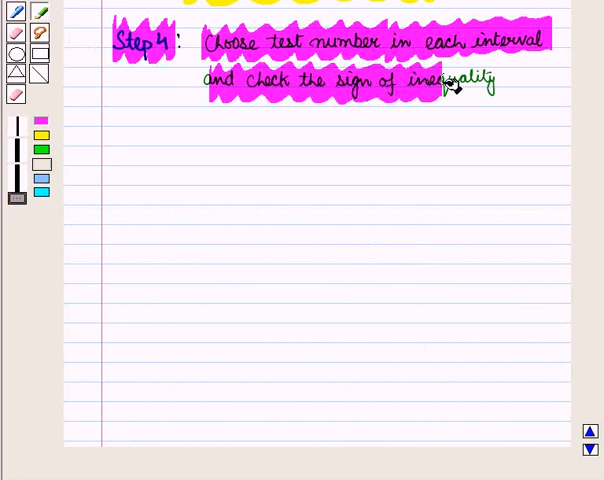 Step 4: Choose test number in each interval
and check the sign of inequality